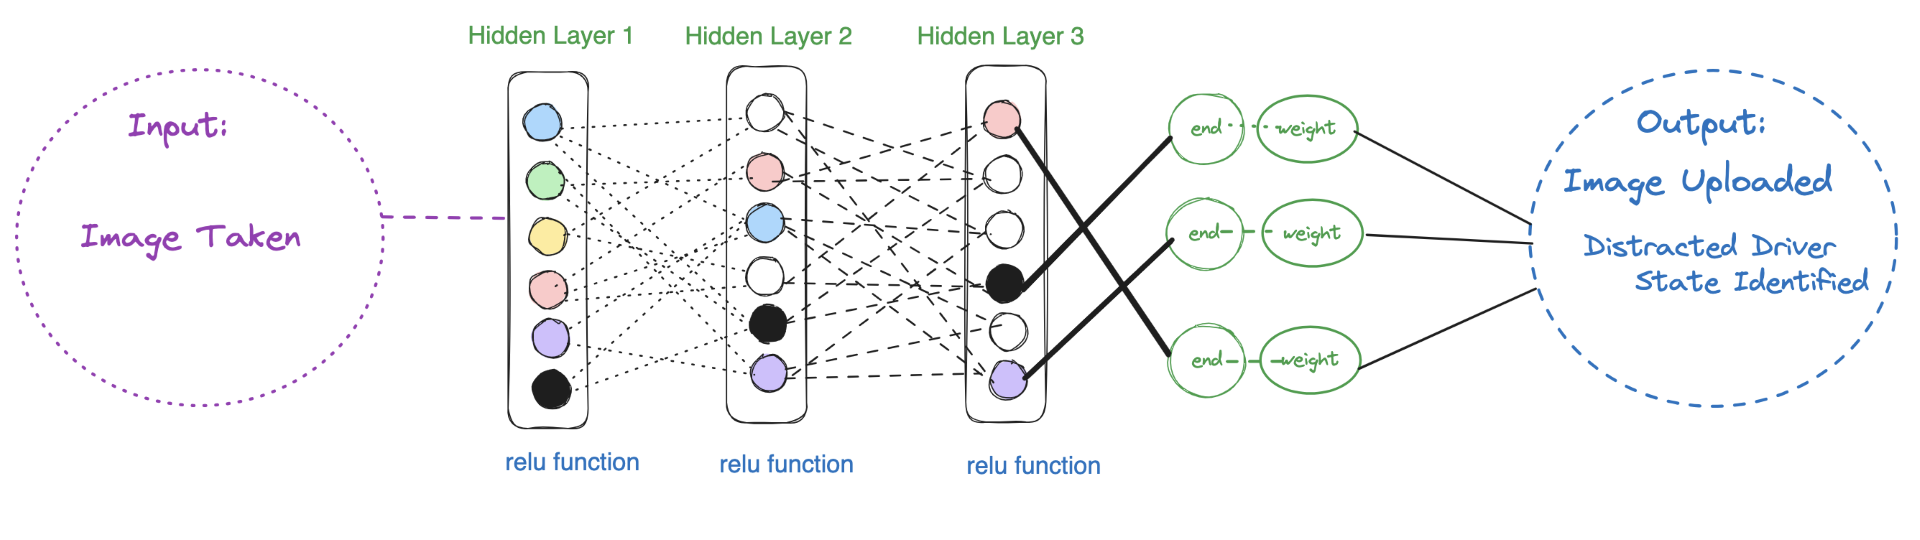 Hidden Layer 1
Hidden Layer 2
Hidden Layer 3
Input:
Image Taken
end
weight
end
weight
end
weight
Output:
Image Uploaded
Distracted Driver
State Identified
relu function
relu function
relu function